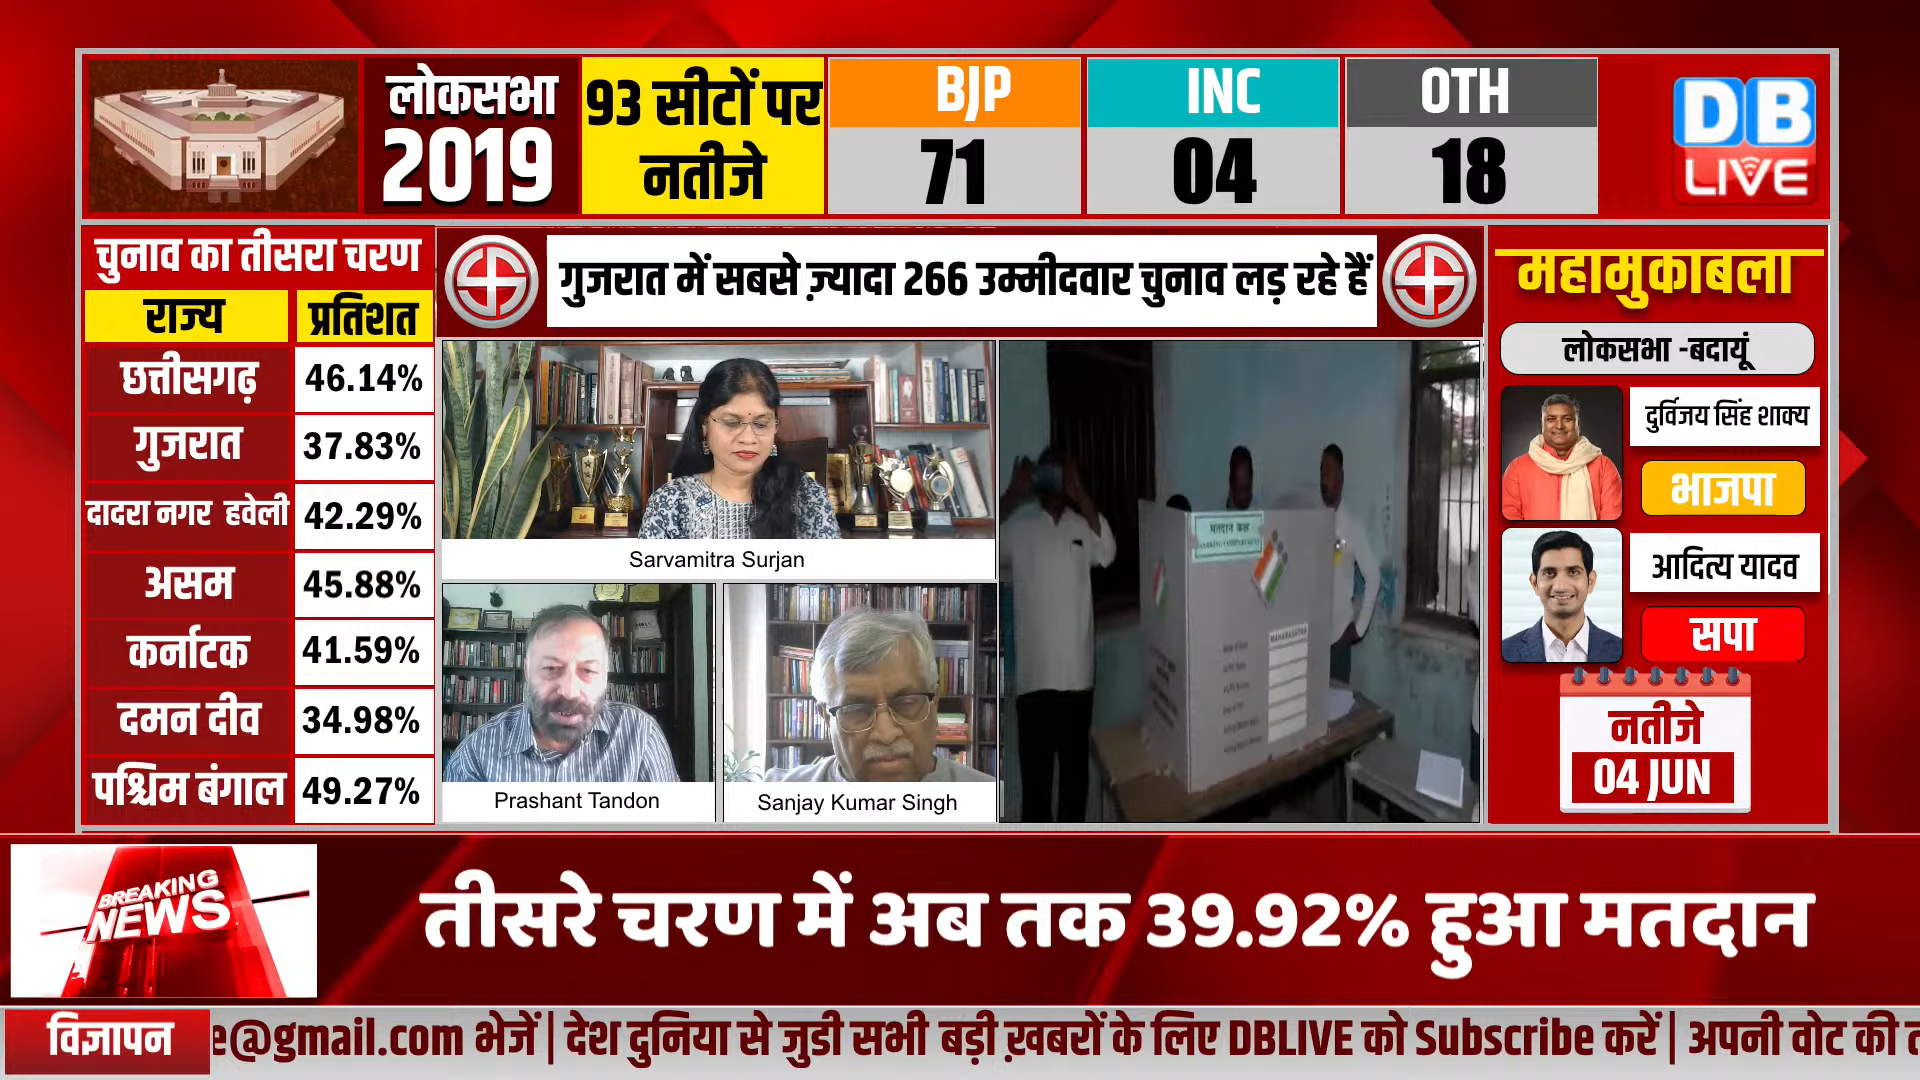 लोकसभा
2019
93 सीटों पर
नतीजे
BJP
71
INC
04
OTH
18
DB
LIVE
चुनाव का तीसरा चरण
राज्य प्रतिशत
छत्तीसगढ़ 46.14%
गुजरात 37.83%
दादरा नगर हवेली 42.29%
असम 45.88%
कर्नाटक 41.59%
दमन दीव 34.98%
पश्चिम बंगाल 49.27%
गुजरात में सबसे ज़्यादा 266 उम्मीदवार चुनाव लड़ रहे हैं
Sarvamitra Surjan
Prashant Tandon
Sanjay Kumar Singh
मतदान कक्ष
MAHARASHTRA
महामुकाबला
लोकसभा -बदायूं
दुर्विजय सिंह शाक्य
भाजपा
आदित्य यादव
सपा
नतीजे
04 JUN
BREAKING
NEWS
तीसरे चरण में अब तक 39.92% हुआ मतदान
विज्ञापन
e@gmail.com भेजें | देश दुनिया से जुडी सभी बड़ी ख़बरों के लिए DBLIVE को Subscribe करें | अपनी वोट की